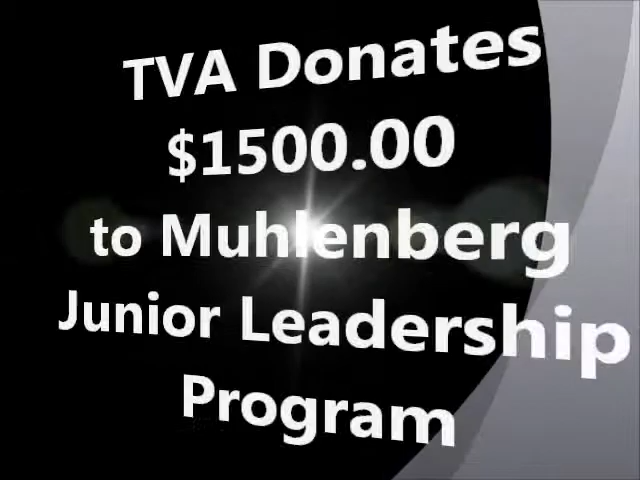 TVA Donates
$1500.00
to Muhlenberg
Junior Leadership
Program